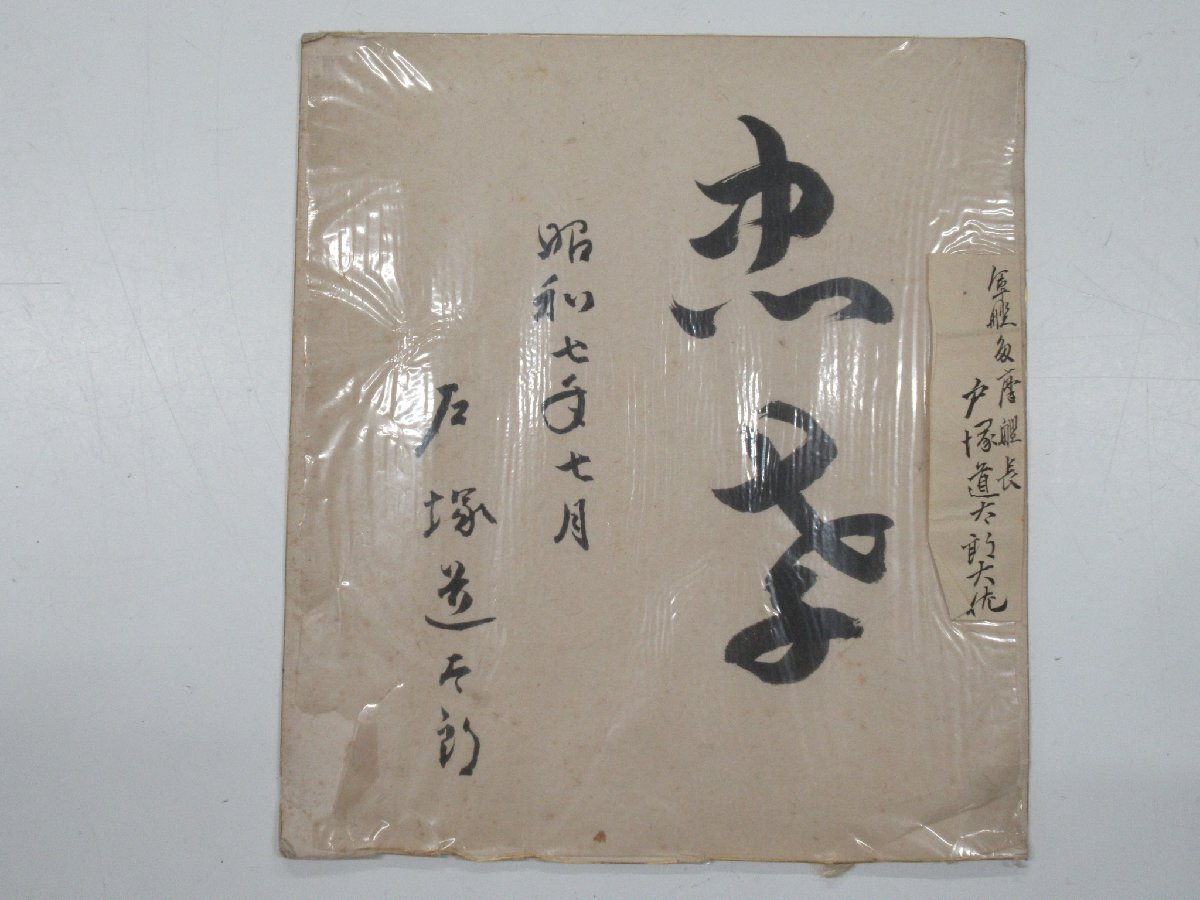 軍艦多摩艦長
戸塚道太郎大佐
忠孝
昭和七年七月
戸塚道太郎